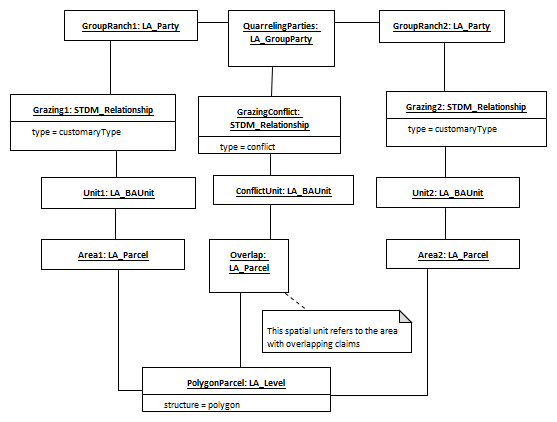 GroupRanch1: LA_Party
QuarrelingParties:
LA_GroupParty
GroupRanch2: LA_Party
Grazing1: STDM_Relationship
type = customaryType
GrazingConflict:
STDM_Relationship
type = conflict
Grazing2: STDM_Relationship
type = customaryType
Unit1: LA_BAUnit
ConflictUnit: LA_BAUnit
Unit2: LA_BAUnit
Area1: LA_Parcel
Overlap:
LA_Parcel
Area2: LA_Parcel
This spatial unit refers to the area
with overlapping claims
PolygonParcel: LA_Level
structure = polygon